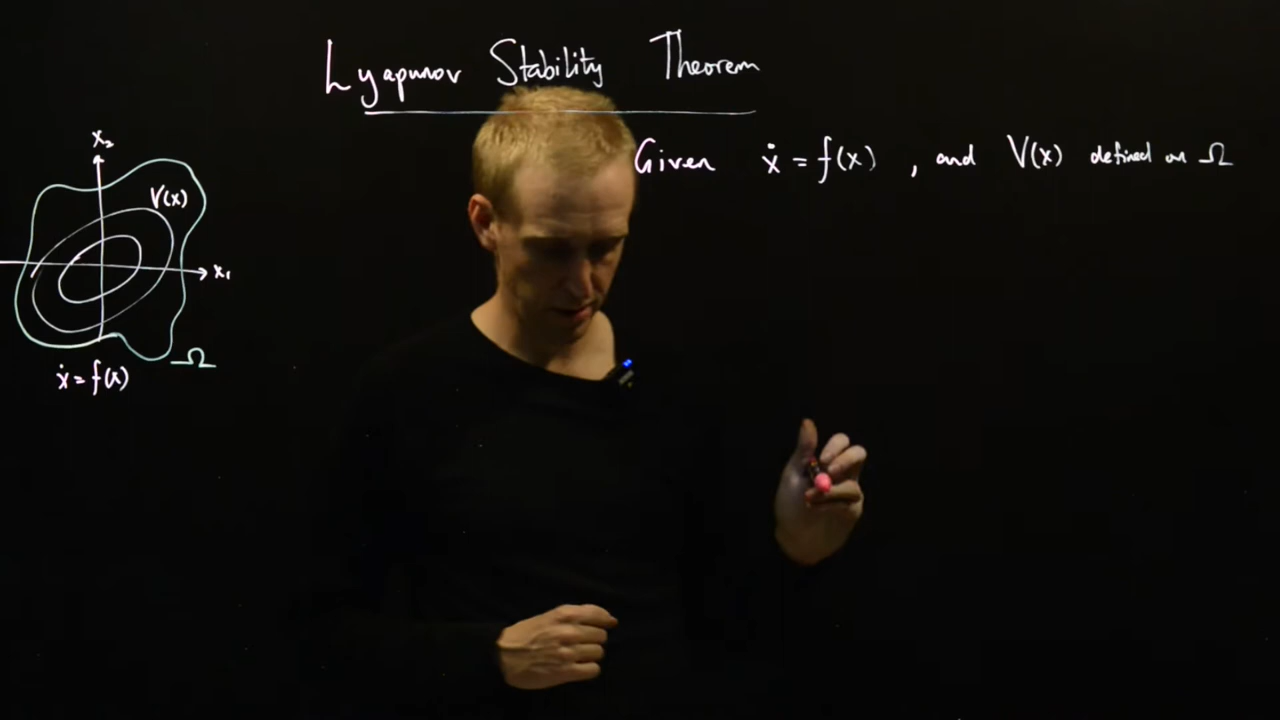 Lyapunov Stability Theorem
Given ẋ = f(x) , and V(x) defined on Ω
x₂
V(x)
x₁
Ω
ẋ = f(x)